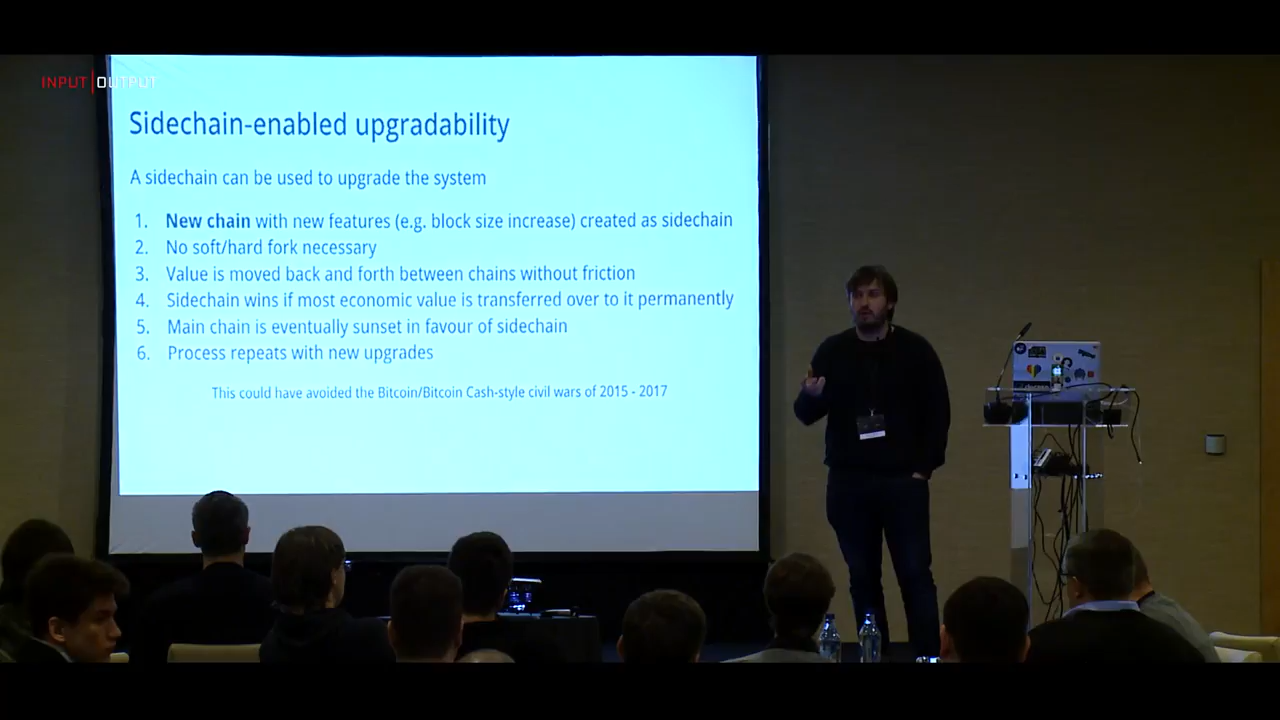 INPUT|OUTPUT
Sidechain-enabled upgradability
A sidechain can be used to upgrade the system
1. New chain with new features (e.g. block size increase) created as sidechain
2. No soft/hard fork necessary
3. Value is moved back and forth between chains without friction
4. Sidechain wins if most economic value is transferred over to it permanently
5. Main chain is eventually sunset in favour of sidechain
6. Process repeats with new upgrades
This could have avoided the Bitcoin/Bitcoin Cash-style civil wars of 2015 - 2017